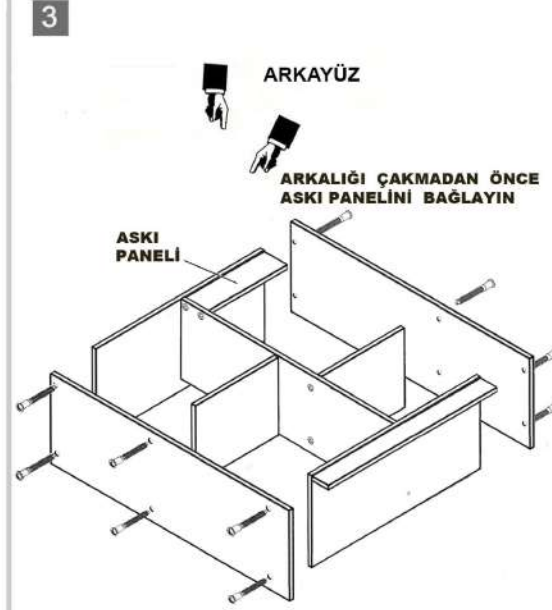 3
ARKAYÜZ
ARKALIĞI ÇAKMADAN ÖNCE
ASKI PANELİNİ BAĞLAYIN
ASKI
PANELİ